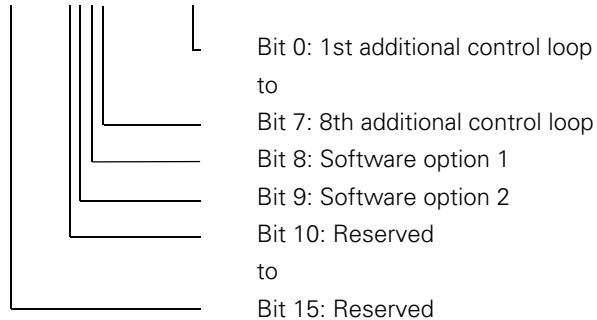 Bit 0: 1st additional control loop
to
Bit 7: 8th additional control loop
Bit 8: Software option 1
Bit 9: Software option 2
Bit 10: Reserved
to
Bit 15: Reserved